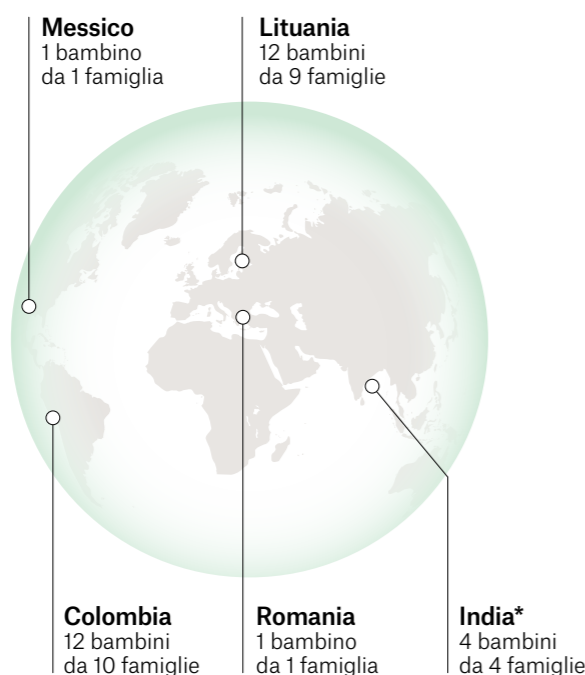 Messico
1 bambino
da 1 famiglia
Lituania
12 bambini
da 9 famiglie
Colombia
12 bambini
da 10 famiglie
Romania
1 bambino
da 1 famiglia
India*
4 bambini
da 4 famiglie